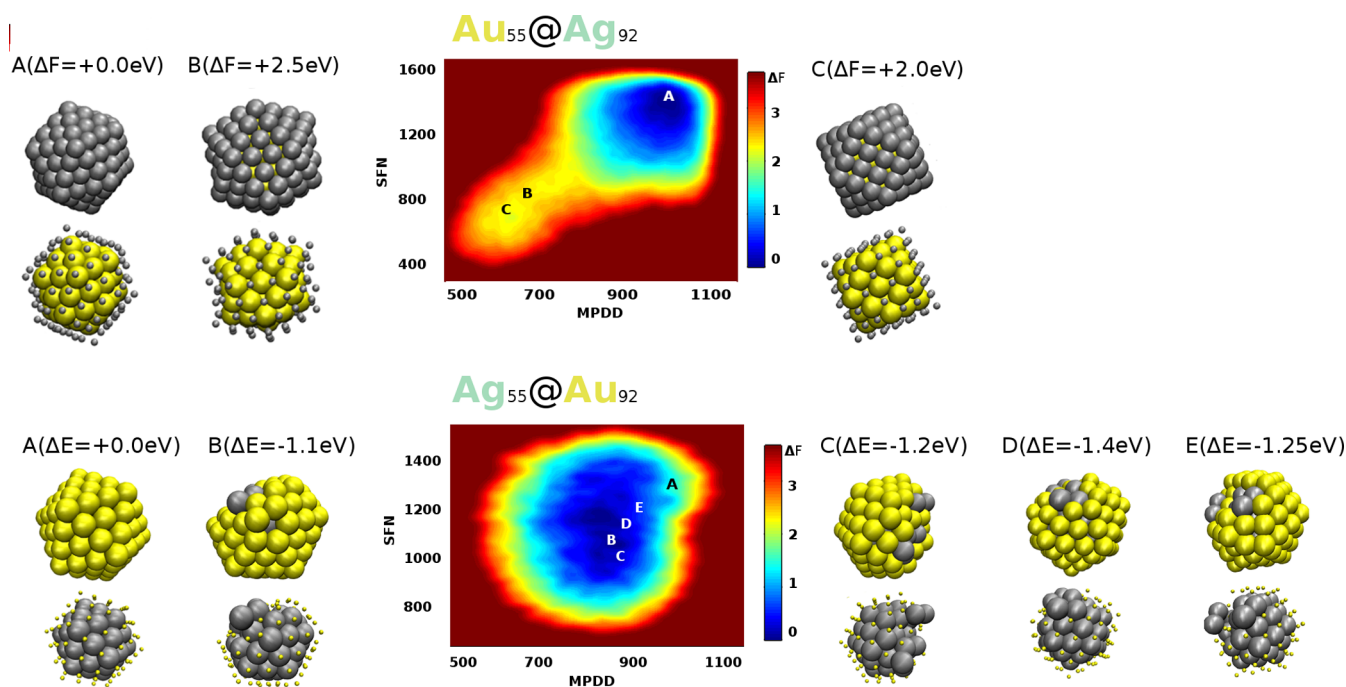 Au55@Ag92
A(ΔF=+0.0eV)
B(ΔF=+2.5eV)
C(ΔF=+2.0eV)
1600
1200
800
400
SFN
500
700
900
1100
MPDD
A
B
C
ΔF
3
2
1
0
Ag55@Au92
A(ΔE=+0.0eV)
B(ΔE=-1.1eV)
C(ΔE=-1.2eV)
D(ΔE=-1.4eV)
E(ΔE=-1.25eV)
1400
1200
1000
800
SFN
500
700
900
1100
MPDD
A
E
D
B
C
ΔF
3
2
1
0